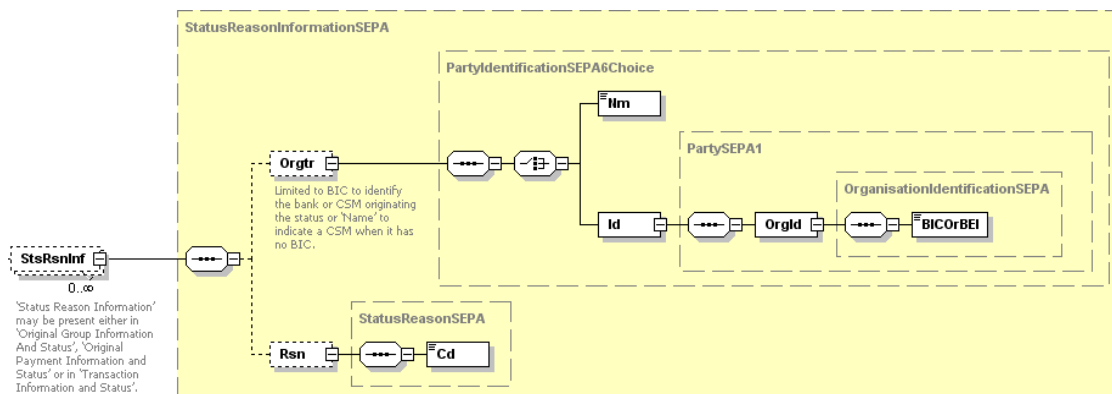 StatusReasonInformationSEPA
PartyIdentificationSEPA6Choice
Nm
PartySEPA1
Orgtr
OrganisationIdentificationSEPA
Limited to BIC to identify
the bank or CSM originating
the status or ‘Name’ to
indicate a CSM when it has
no BIC.
Id
OrgId
BICOrBEI
StsRsnInf
0..∞
‘Status Reason Information’
may be present either in
‘Original Group Information
And Status’, ‘Original
Payment Information and
Status’ or in ‘Transaction
Information and Status’.
StatusReasonSEPA
Rsn
Cd